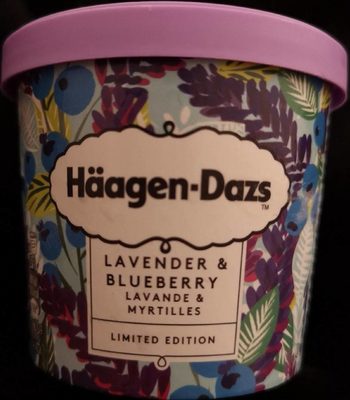 Häagen-Dazs
TM
LAVENDER &
BLUEBERRY
LAVANDE &
MYRTILLES
LIMITED EDITION